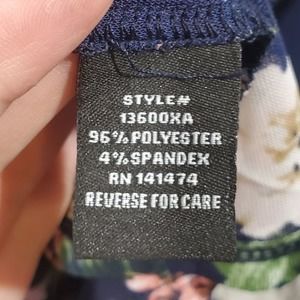 STYLE#
13600XA
96% POLYESTER
4% SPANDEX
RN 141474
REVERSE FOR CARE